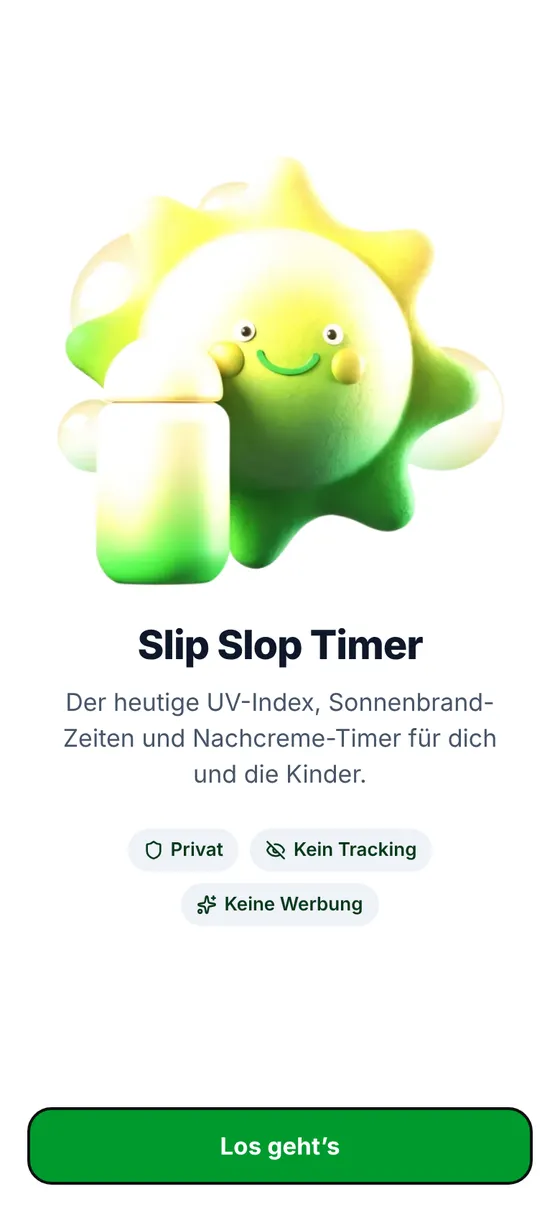 Slip Slop Timer
Der heutige UV-Index, Sonnenbrand-
Zeiten und Nachcreme-Timer für dich
und die Kinder.
Privat
Kein Tracking
Keine Werbung
Los geht’s